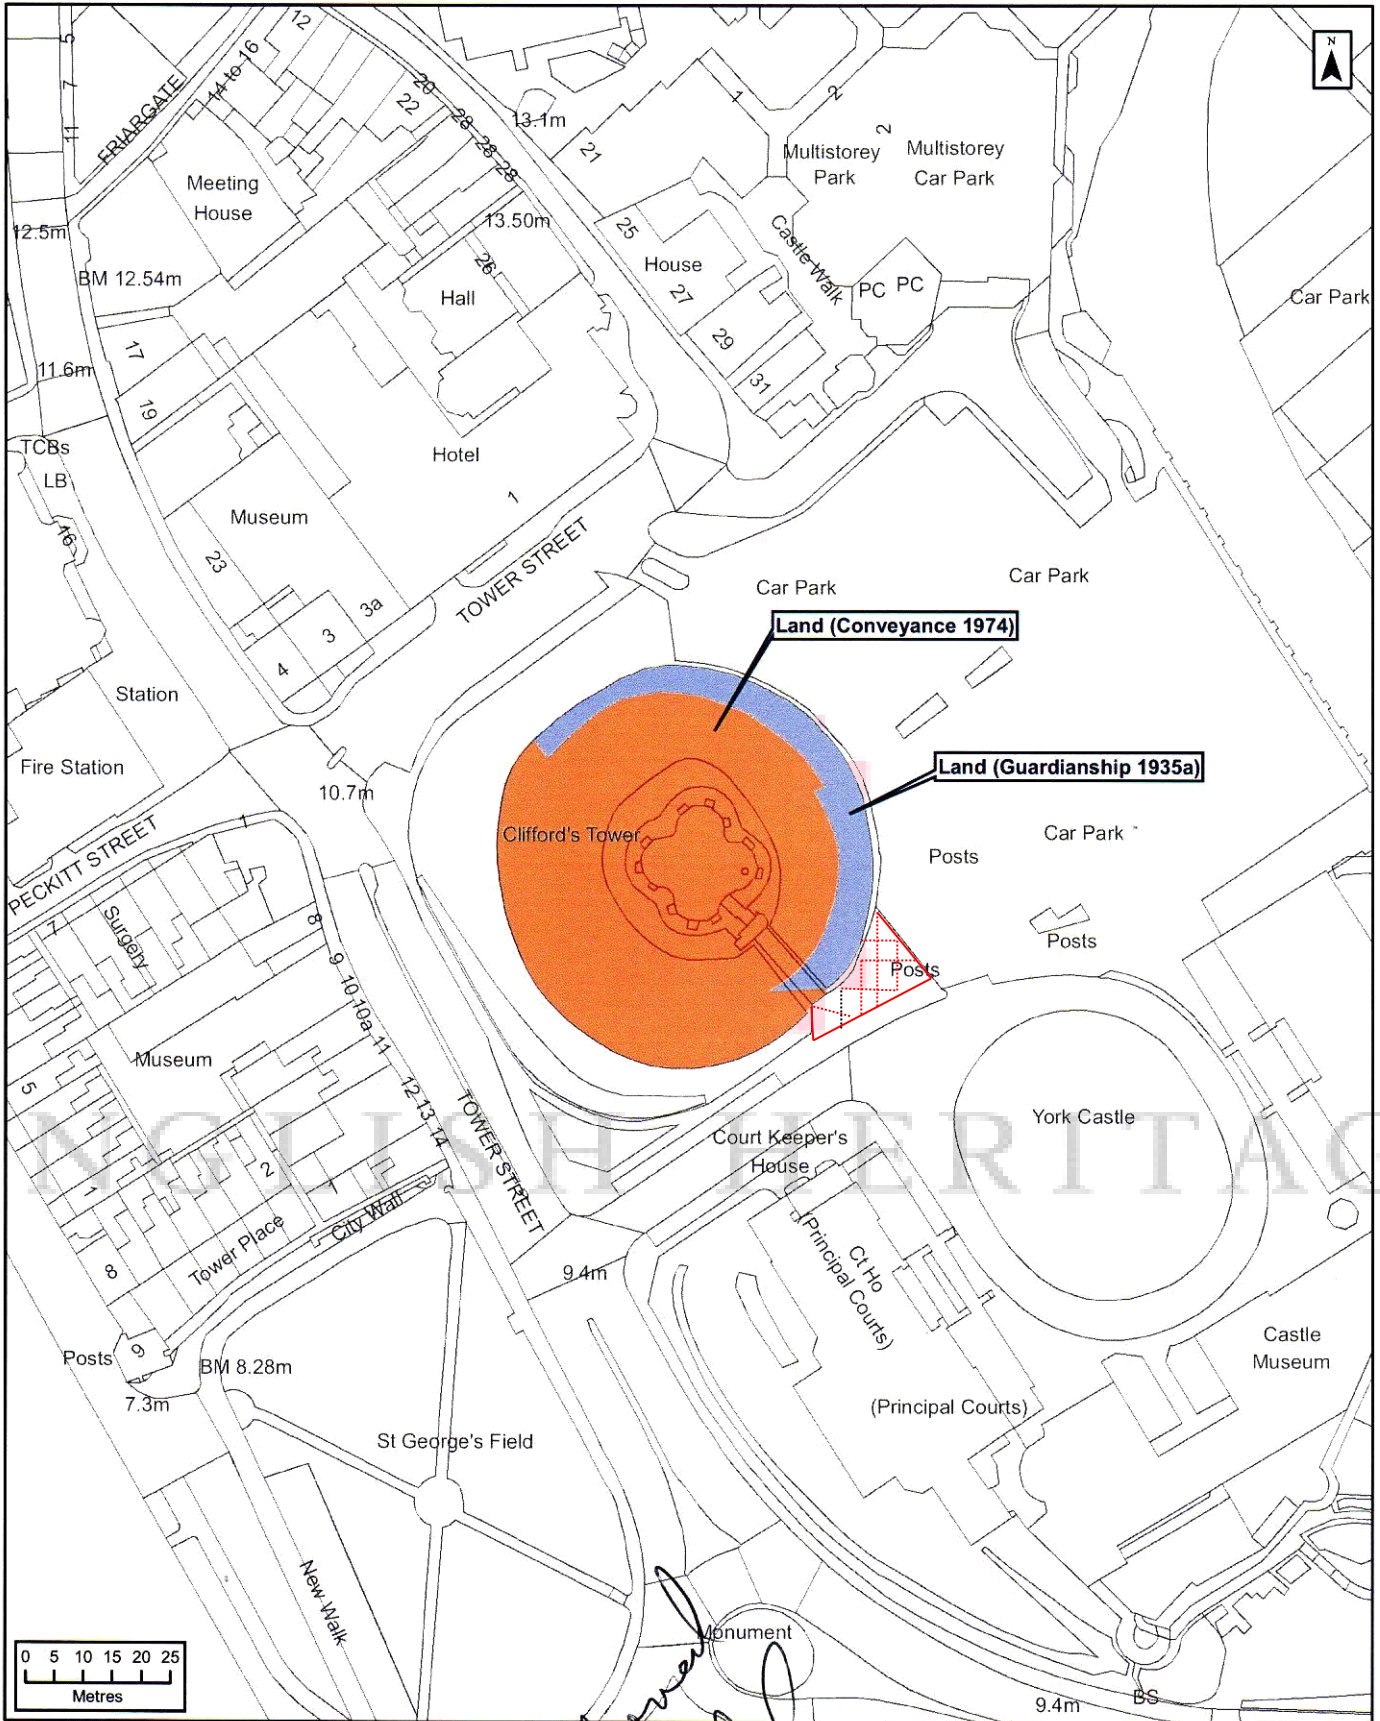 N
5
7
11
FRIARGATE
14 to 16
12
20
22
28
28
28
13.1m
21
1
2
2
Multistorey
Park
Multistorey
Car Park
Meeting
House
12.5m
BM 12.54m
13.50m
26
Hall
25
House
27
29
31
Castle Walk
PC
PC
Car Park
11.6m
17
19
TCBs
LB
16
Hotel
1
Museum
23
TOWER STREET
3a
3
4
Car Park
Car Park
Land (Conveyance 1974)
Station
Fire Station
10.7m
Land (Guardianship 1935a)
Clifford's Tower
Car Park
Posts
PECKITT STREET
1
7
Surgery
8
9
10
10a
11
12
13
14
Posts
Posts
Museum
5
TOWER STREET
York Castle
Court Keeper's
House
NGLISH HERITAG
1
2
1
Tower Place
City Wall
8
9
9.4m
Ct Ho
(Principal Courts)
Castle
Museum
Posts
BM 8.28m
7.3m
(Principal Courts)
St George's Field
New Walk
Monument
0 5 10 15 20 25
Metres
9.4m
BS